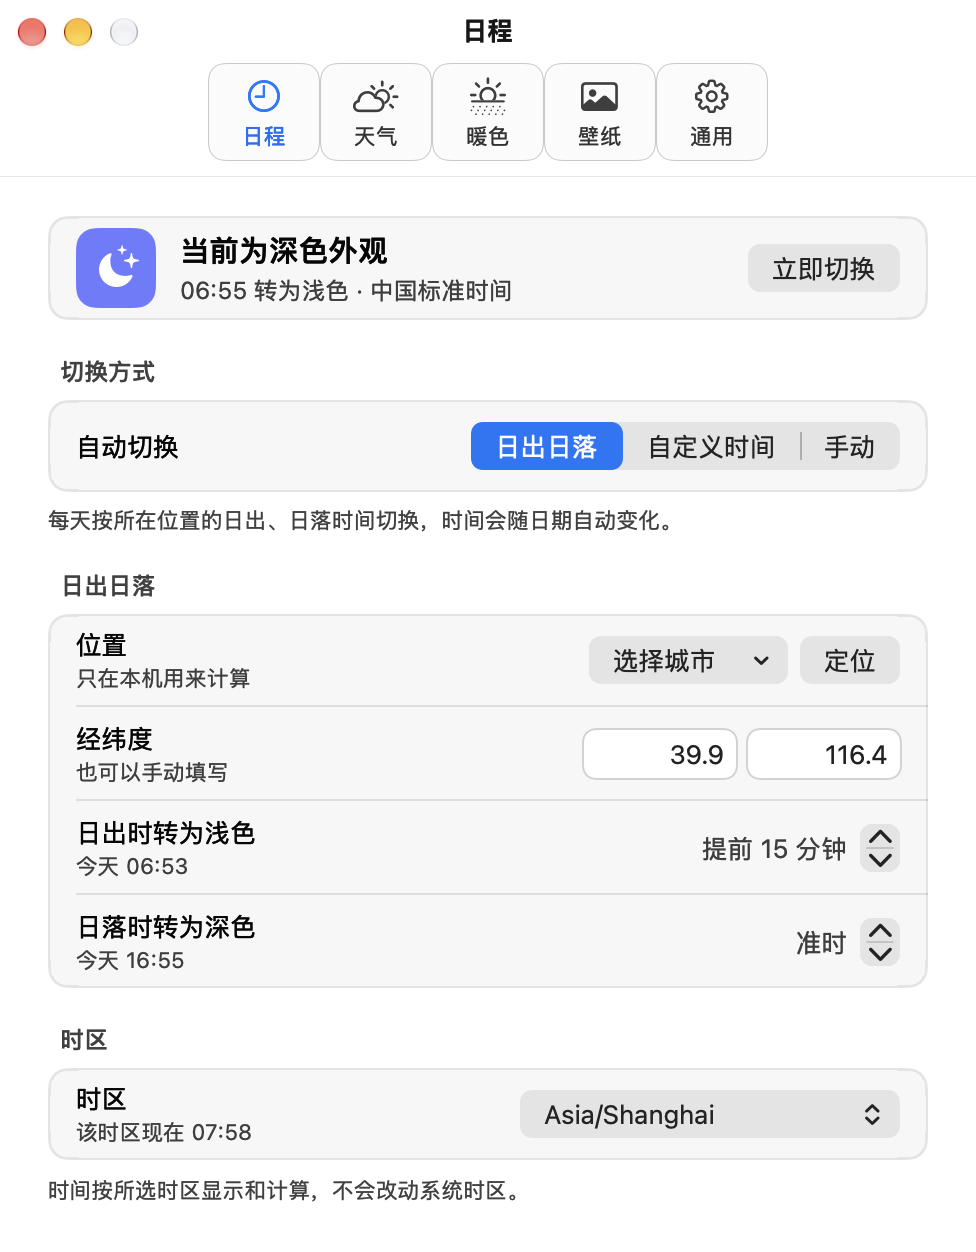 日程
日程 天气 暖色 壁纸 通用
当前为深色外观
06:55 转为浅色 · 中国标准时间
立即切换
切换方式
自动切换
日出日落 自定义时间 手动
每天按所在位置的日出、日落时间切换，时间会随日期自动变化。
日出日落
位置
只在本机用来计算
选择城市 定位
经纬度
也可以手动填写
39.9 116.4
日出时转为浅色
今天 06:53
提前 15 分钟
日落时转为深色
今天 16:55
准时
时区
时区
该时区现在 07:58
Asia/Shanghai
时间按所选时区显示和计算，不会改动系统时区。